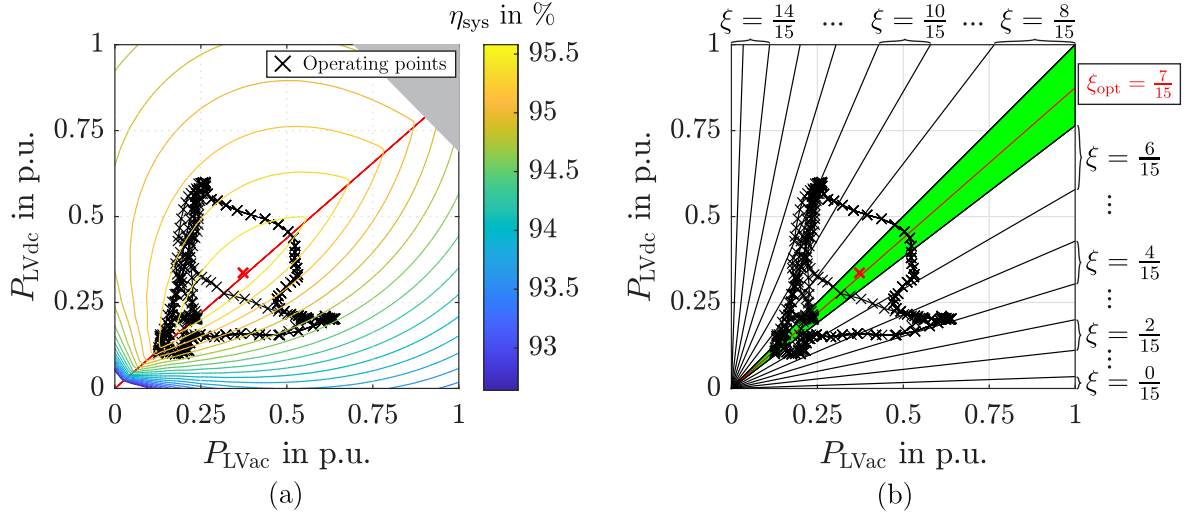 η_sys in %
1
0.75
0.5
0.25
0
P_LVdc in p.u.
× Operating points
95.5
95
94.5
94
93.5
93
0 0.25 0.5 0.75 1
P_LVac in p.u.
(a)
ξ = 14/15 ... ξ = 10/15 ... ξ = 8/15
1
0.75
0.5
0.25
0
P_LVdc in p.u.
ξ_opt = 7/15
ξ = 6/15
⋮
ξ = 4/15
⋮
ξ = 2/15
⋮
ξ = 0/15
0 0.25 0.5 0.75 1
P_LVac in p.u.
(b)